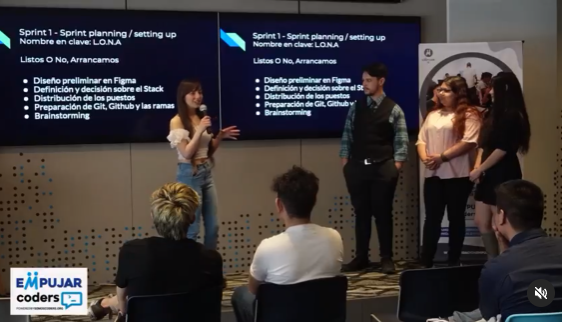 Sprint 1 - Sprint planning / setting up
Nombre en clave: L.O.N.A
Listos O No, Arrancamos
Diseño preliminar en Figma
Definición y decisión sobre el Stack
Distribución de los puestos
Preparación de Git, Github y las ramas
Brainstorming
Sprint 1 - Sprint planning / setting up
Nombre en clave: L.O.N.A
Listos O No, Arrancamos
Diseño preliminar en Figma
Definición y decisión sobre el Stack
Distribución de los puestos
Preparación de Git, Github y
Brainstorming
EMPUJAR
coders